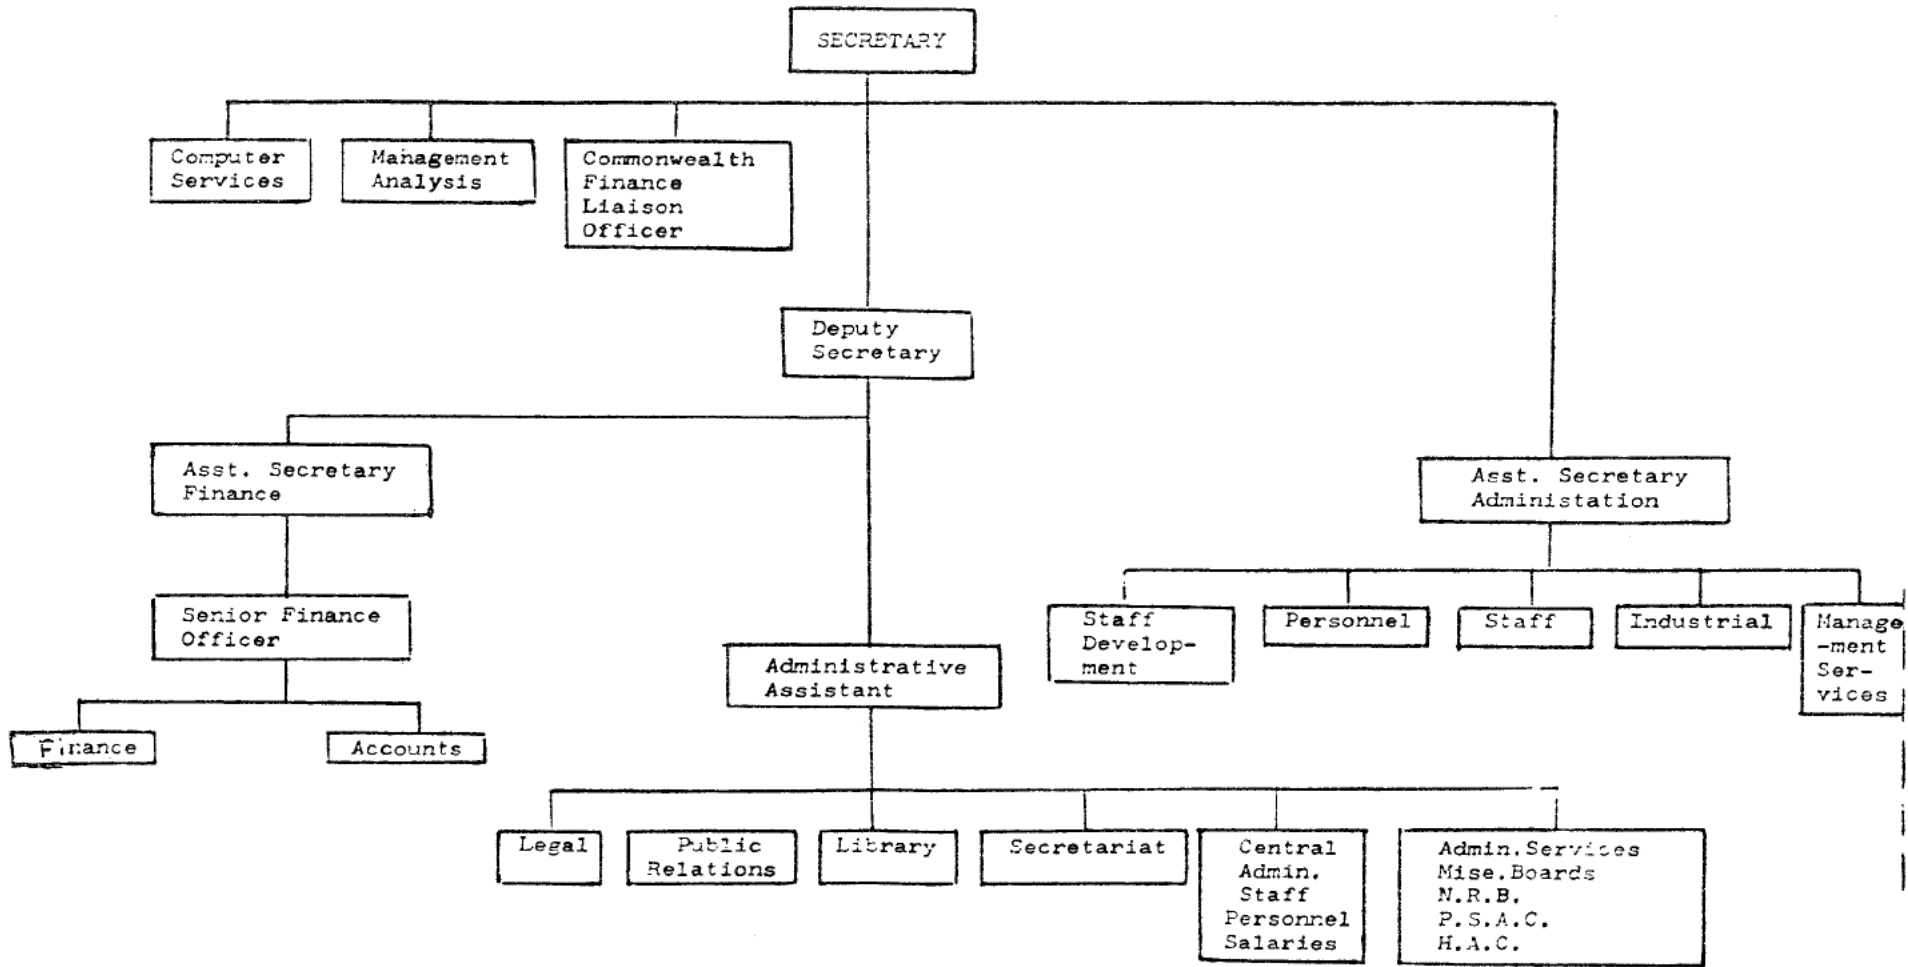 SECRETARY
Computer
Services
Management
Analysis
Commonwealth
Finance
Liaison
Officer
Deputy
Secretary
Asst. Secretary
Finance
Asst. Secretary
Administation
Senior Finance
Officer
Administrative
Assistant
Staff
Develop-
ment
Personnel
Staff
Industrial
Manage
-ment
Ser-
vices
Finance
Accounts
Legal
Public
Relations
Library
Secretariat
Central
Admin.
Staff
Personnel
Salaries
Admin.Services
Mise.Boards
N.R.B.
P.S.A.C.
H.A.C.